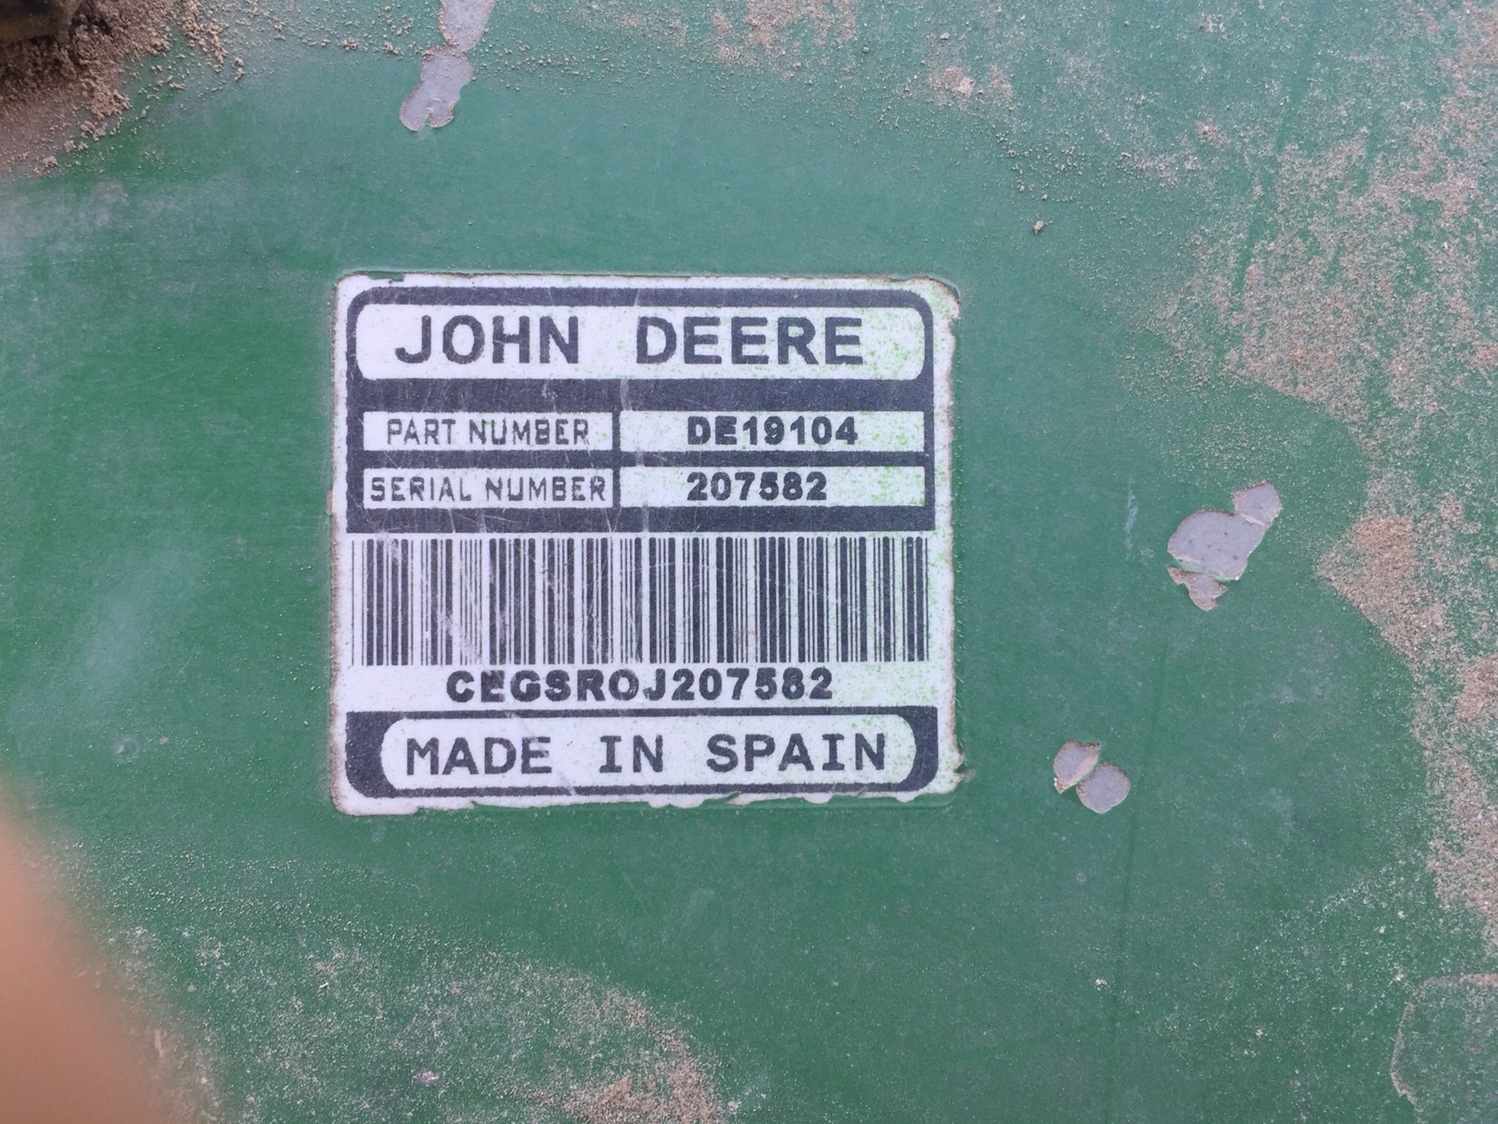 JOHN DEERE
PART NUMBER DE19104
SERIAL NUMBER 207582
CEGSROJ207582
MADE IN SPAIN